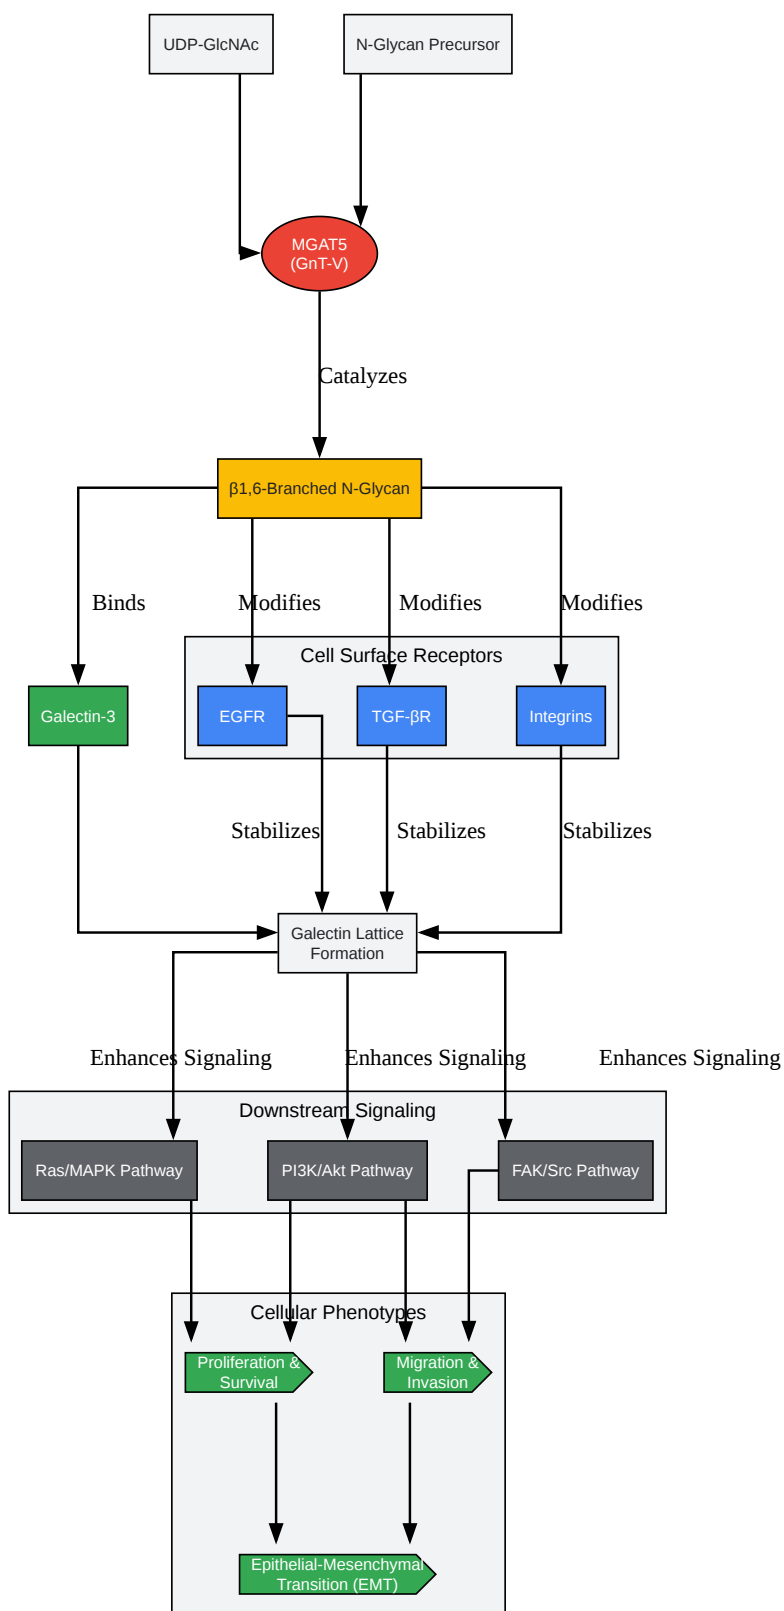 UDP-GlcNAc
N-Glycan Precursor
MGAT5
(GnT-V)
Catalyzes
β1,6-Branched N-Glycan
Binds
Modifies
Modifies
Modifies
Cell Surface Receptors
Galectin-3
EGFR
TGF-βR
Integrins
Stabilizes
Stabilizes
Stabilizes
Galectin Lattice
Formation
Enhances Signaling
Enhances Signaling
Enhances Signaling
Downstream Signaling
Ras/MAPK Pathway
PI3K/Akt Pathway
FAK/Src Pathway
Cellular Phenotypes
Proliferation &
Survival
Migration &
Invasion
Epithelial-Mesenchymal
Transition (EMT)